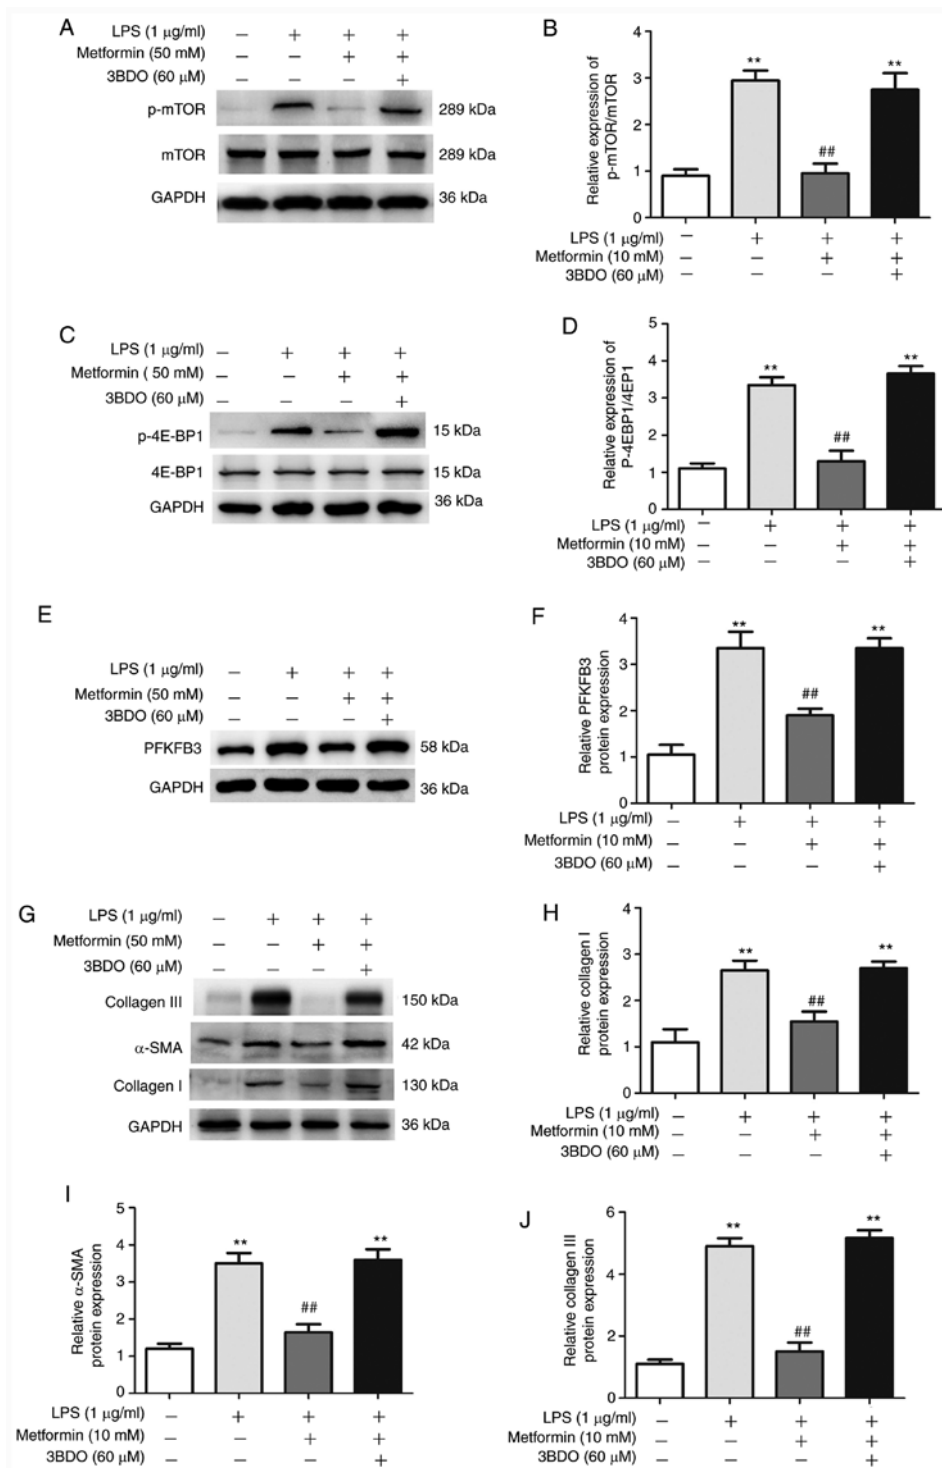 A
LPS (1 µg/ml) – + + +
Metformin (50 mM) – – + +
3BDO (60 µM) – – – +
p-mTOR 289 kDa
mTOR 289 kDa
GAPDH 36 kDa
B
Relative expression of
p-mTOR/mTOR
4
3
2
1
0
** ## **
LPS (1 µg/ml) – + + +
Metformin (10 mM) – – + +
3BDO (60 µM) – – – +
C
LPS (1 µg/ml) – + + +
Metformin ( 50 mM) – – + +
3BDO (60 µM) – – – +
p-4E-BP1 15 kDa
4E-BP1 15 kDa
GAPDH 36 kDa
D
Relative expression of
P-4EBP1/4EP1
5
4
3
2
1
0
** ## **
LPS (1 µg/ml) – + + +
Metformin (10 mM) – – + +
3BDO (60 µM) – – – +
E
LPS (1 µg/ml) – + + +
Metformin (50 mM) – – + +
3BDO (60 µM) – – – +
PFKFB3 58 kDa
GAPDH 36 kDa
F
Relative PFKFB3
protein expression
4
3
2
1
0
** ## **
LPS (1 µg/ml) – + + +
Metformin (10 mM) – – + +
3BDO (60 µM) – – – +
G
LPS (1 µg/ml) – + + +
Metformin (50 mM) – – + +
3BDO (60 µM) – – – +
Collagen III 150 kDa
α-SMA 42 kDa
Collagen I 130 kDa
GAPDH 36 kDa
H
Relative collagen I
protein expression
4
3
2
1
0
** ## **
LPS (1 µg/ml) – + + +
Metformin (10 mM) – – + +
3BDO (60 µM) – – – +
I
Relative α-SMA
protein expression
5
4
3
2
1
0
** ## **
LPS (1 µg/ml) – + + +
Metformin (10 mM) – – + +
3BDO (60 µM) – – – +
J
Relative collagen III
protein expression
6
4
2
0
** ## **
LPS (1 µg/ml) – + + +
Metformin (10 mM) – – + +
3BDO (60 µM) – – – +